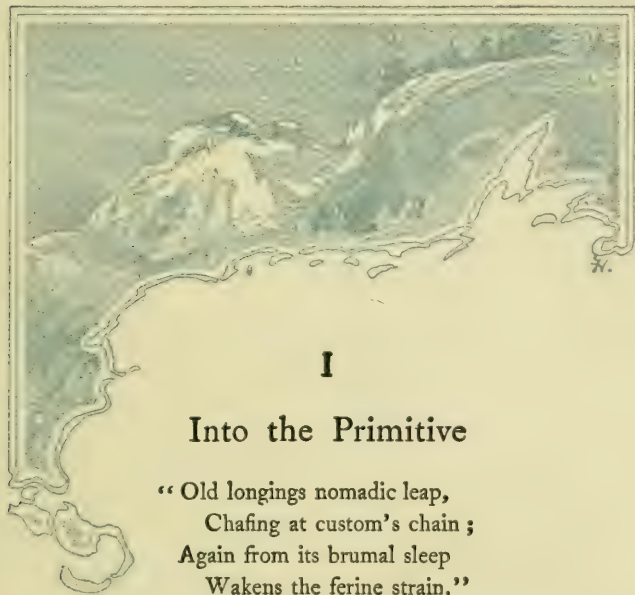 H.
I
Into the Primitive
“Old longings nomadic leap,
Chafing at custom's chain ;
Again from its brumal sleep
Wakens the ferine strain.”